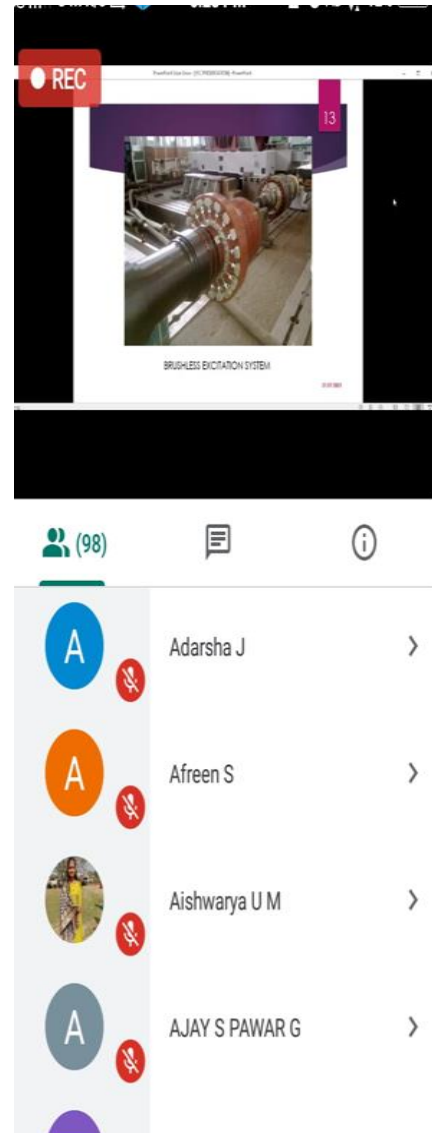 REC
13
BRUSHLESS EXCITATION SYSTEM
(98)
A
Adarsha J
A
Afreen S
Aishwarya U M
A
AJAY S PAWAR G